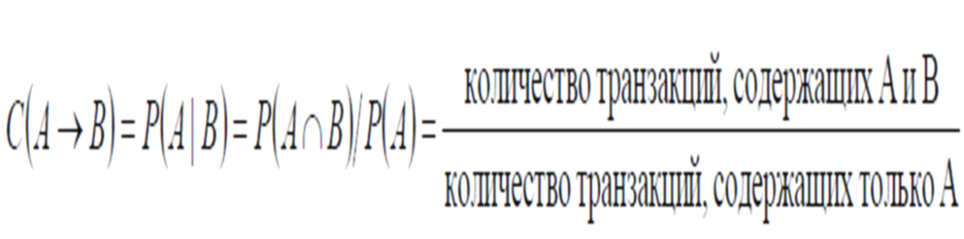 количество транзакций, содержащих A и B
C(A → B) = P(A | B) = P(A ∩ B)/P(A) =
количество транзакций, содержащих только A